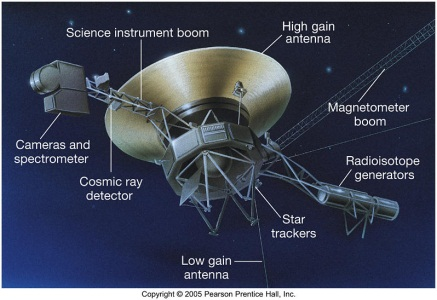 Science instrument boom
High gain
antenna
Magnetometer
boom
Cameras and
spectrometer
Cosmic ray
detector
Radioisotope
generators
Star
trackers
Low gain
antenna
Copyright © 2005 Pearson Prentice Hall, Inc.